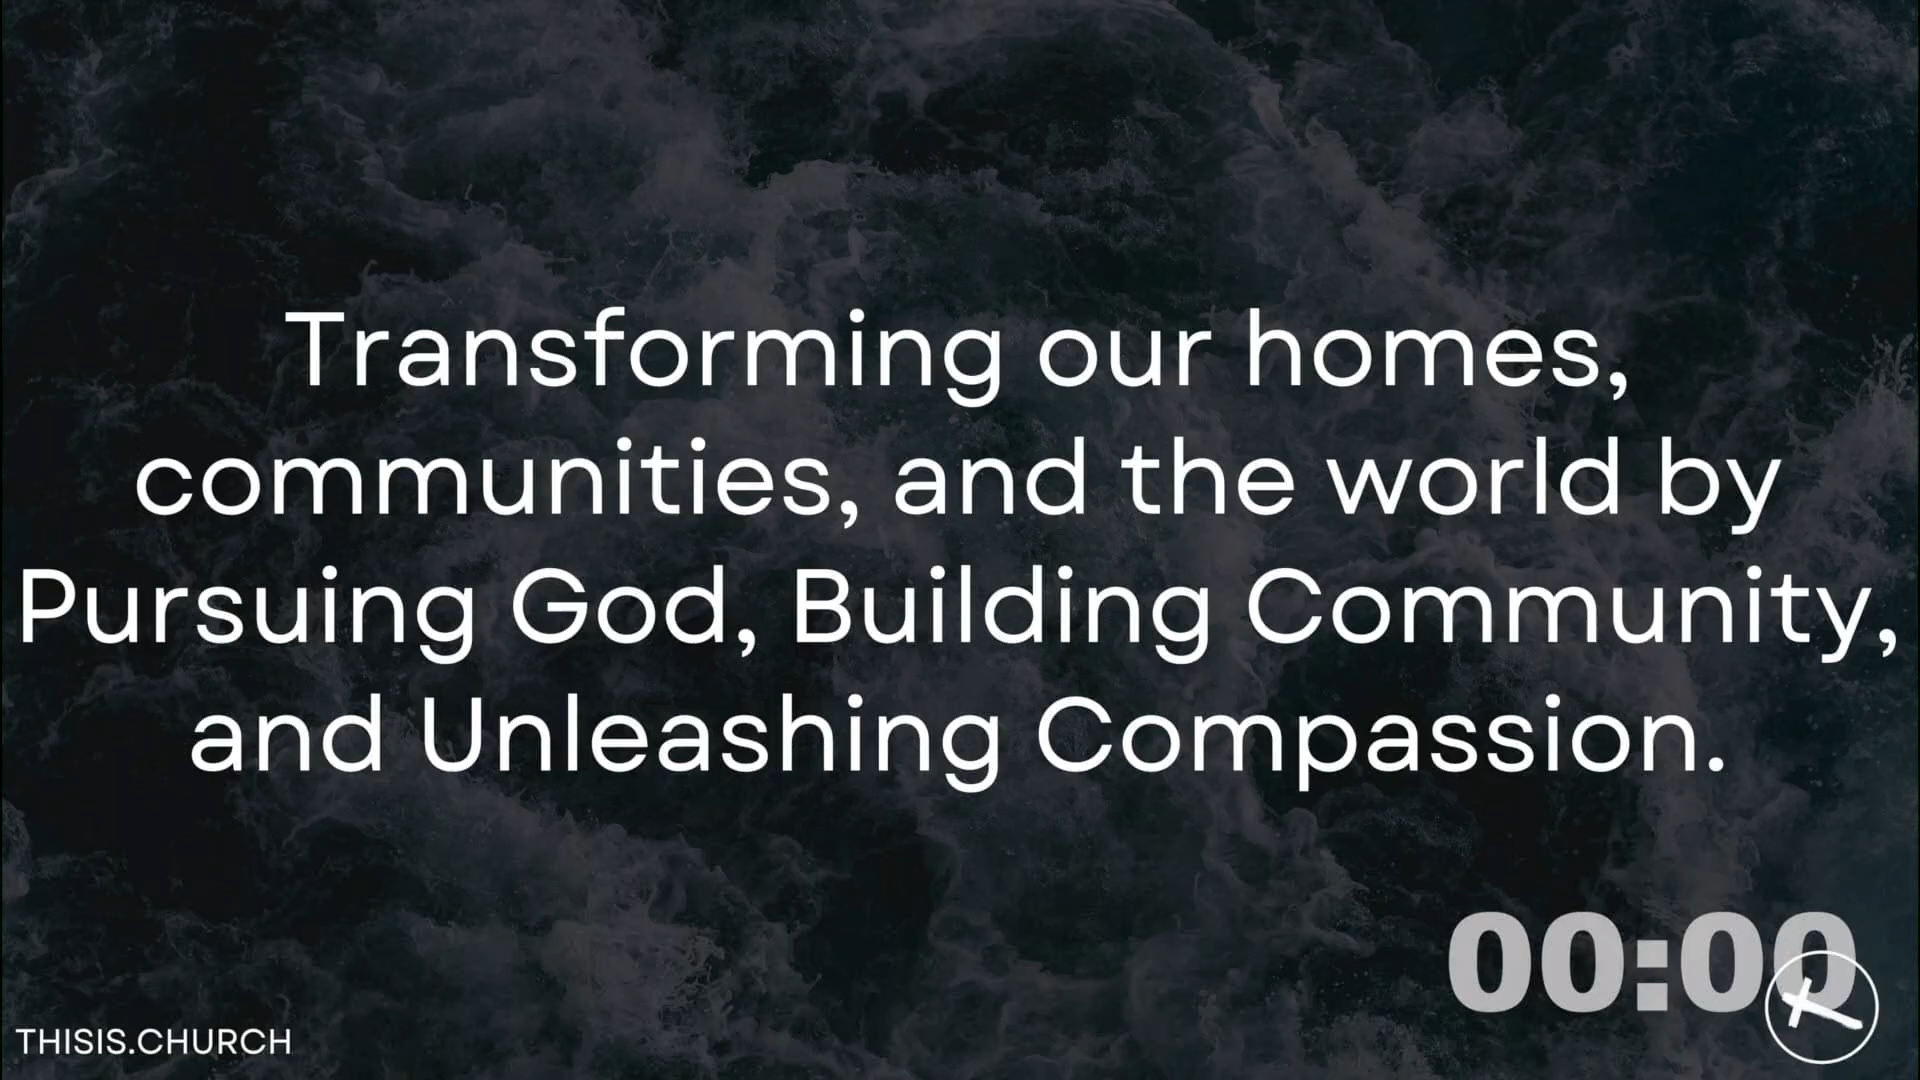 Transforming our homes,
communities, and the world by
Pursuing God, Building Community,
and Unleashing Compassion.
00:00
THISIS.CHURCH